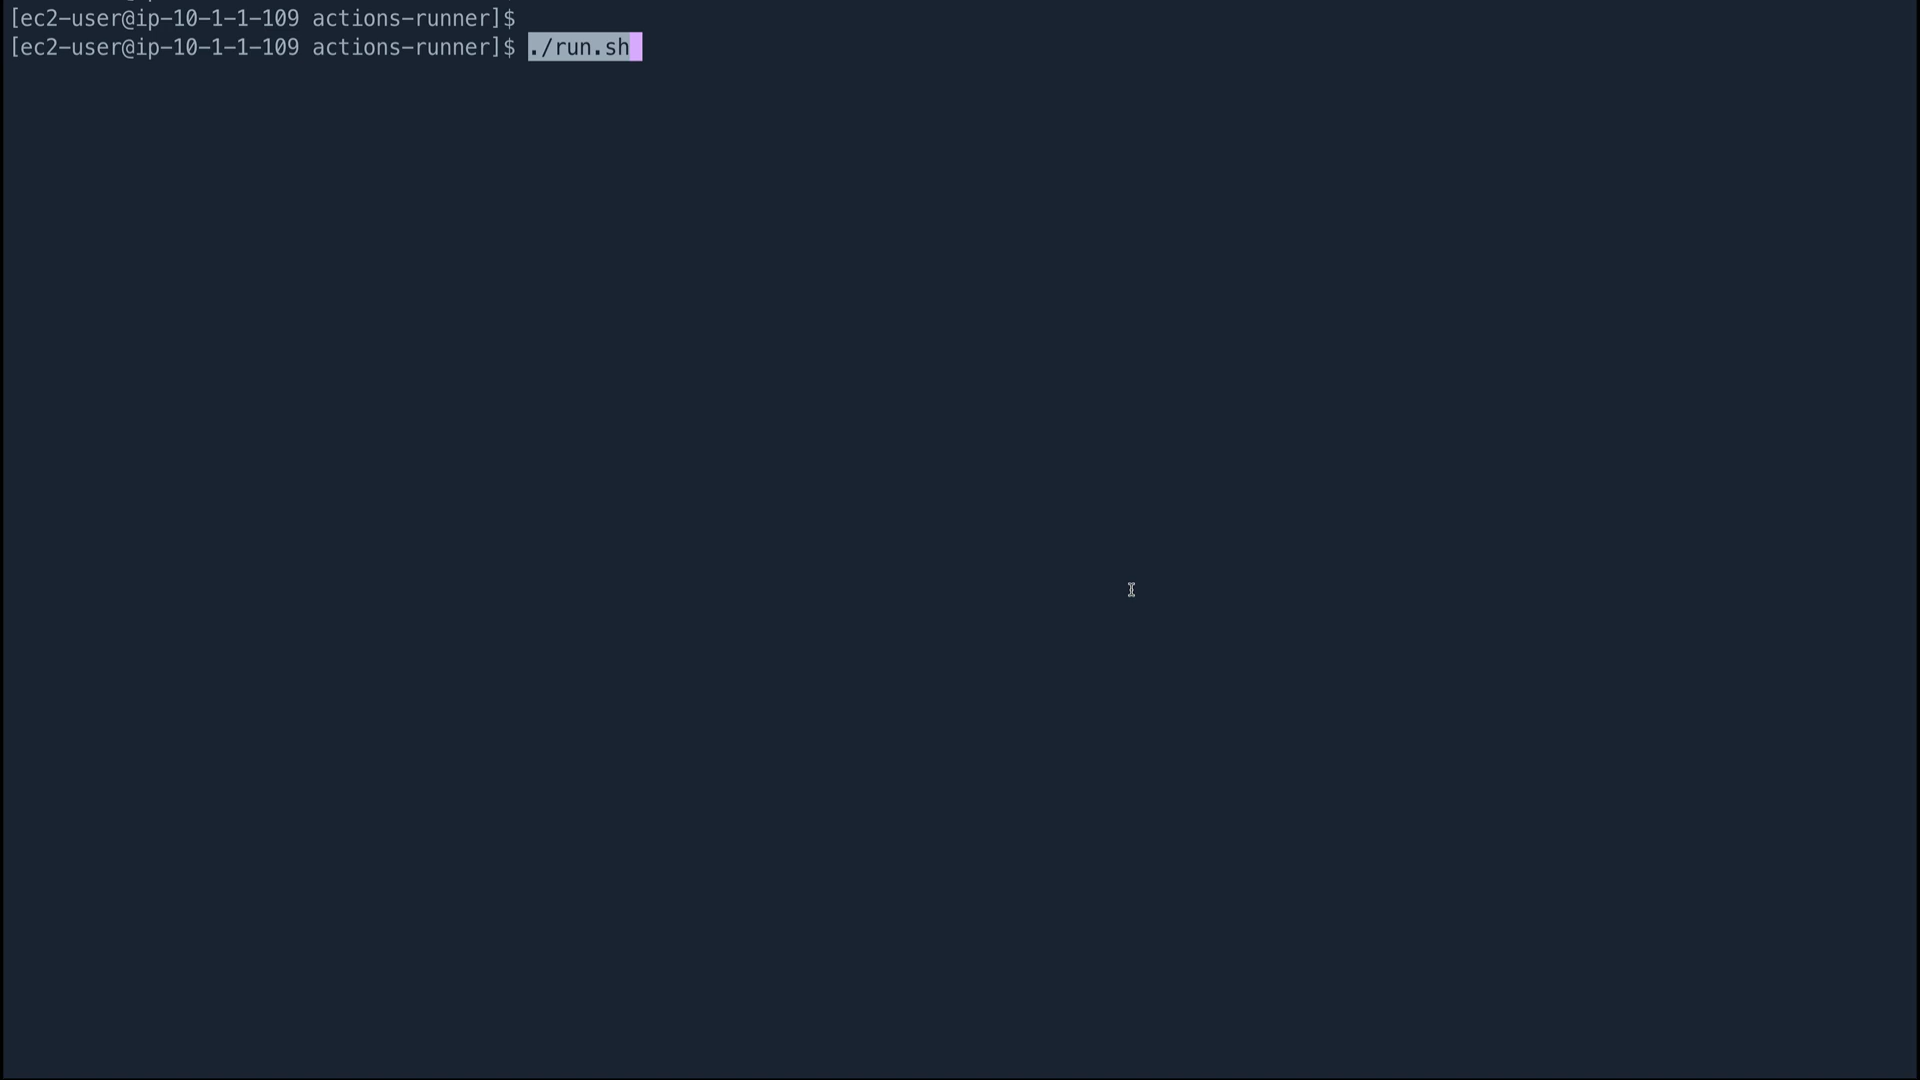 [ec2-user@ip-10-1-1-109 actions-runner]$
[ec2-user@ip-10-1-1-109 actions-runner]$ ./run.sh